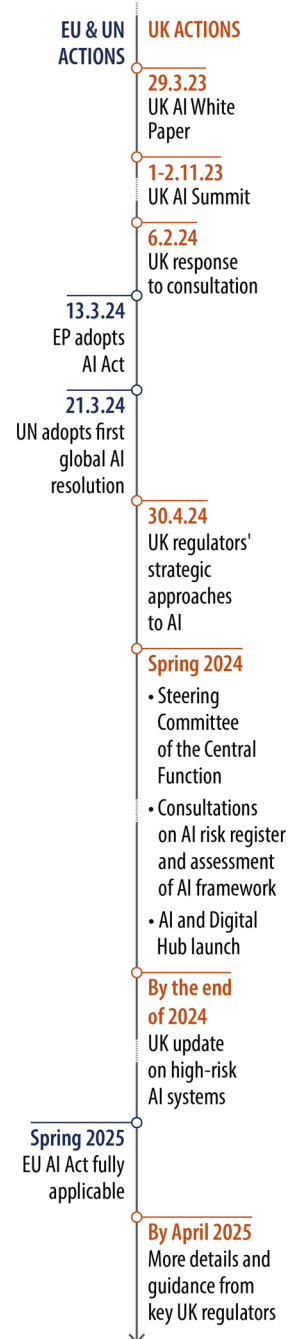 EU & UN
ACTIONS
UK ACTIONS
29.3.23
UK AI White
Paper
1-2.11.23
UK AI Summit
6.2.24
UK response
to consultation
13.3.24
EP adopts
AI Act
21.3.24
UN adopts first
global AI
resolution
30.4.24
UK regulators'
strategic
approaches
to AI
Spring 2024
• Steering
Committee
of the Central
Function
• Consultations
on AI risk register
and assessment
of AI framework
• AI and Digital
Hub launch
By the end
of 2024
UK update
on high-risk
AI systems
Spring 2025
EU AI Act fully
applicable
By April 2025
More details and
guidance from
key UK regulators